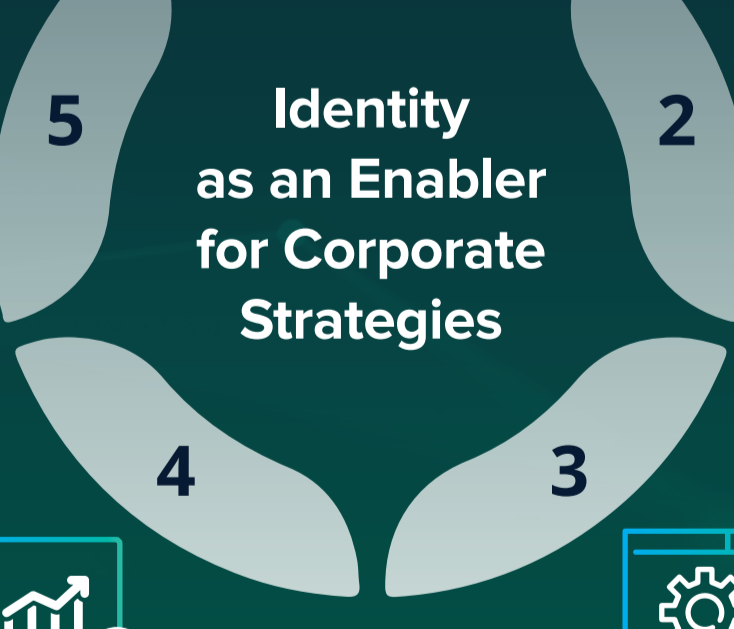 5
2
Identity
as an Enabler
for Corporate
Strategies
4
3